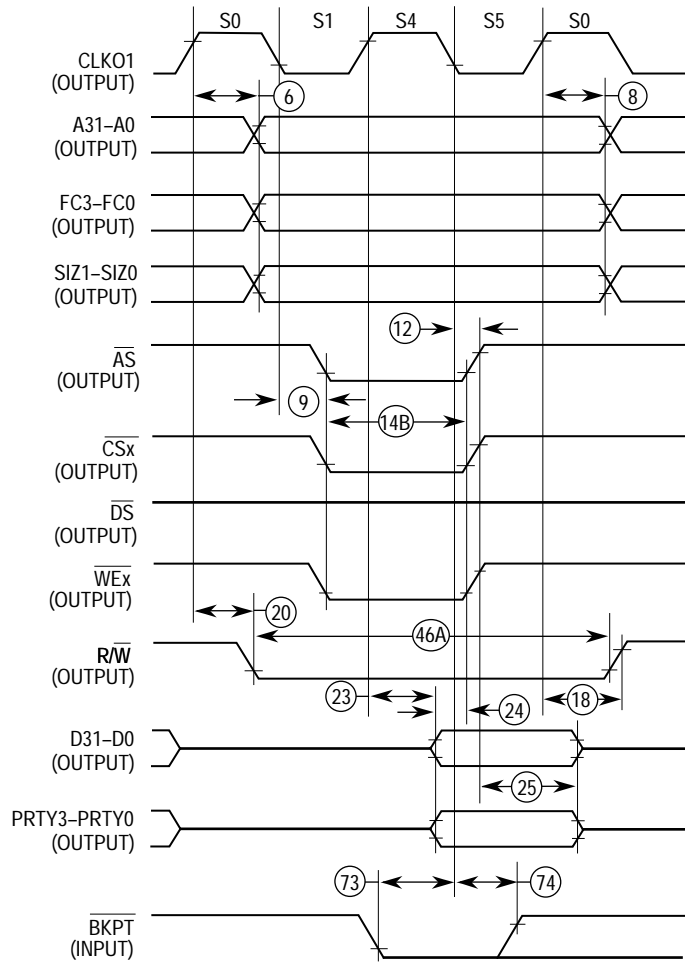 S0 S1 S4 S5 S0
CLKO1
(OUTPUT)
6 8
A31–A0
(OUTPUT)
FC3–FC0
(OUTPUT)
SIZ1–SIZ0
(OUTPUT)
12
AS
(OUTPUT)
9
14B
CSx
(OUTPUT)
DS
(OUTPUT)
WEx
(OUTPUT)
20
46A
R/W
(OUTPUT)
23 24 18
D31–D0
(OUTPUT)
25
PRTY3–PRTY0
(OUTPUT)
73 74
BKPT
(INPUT)